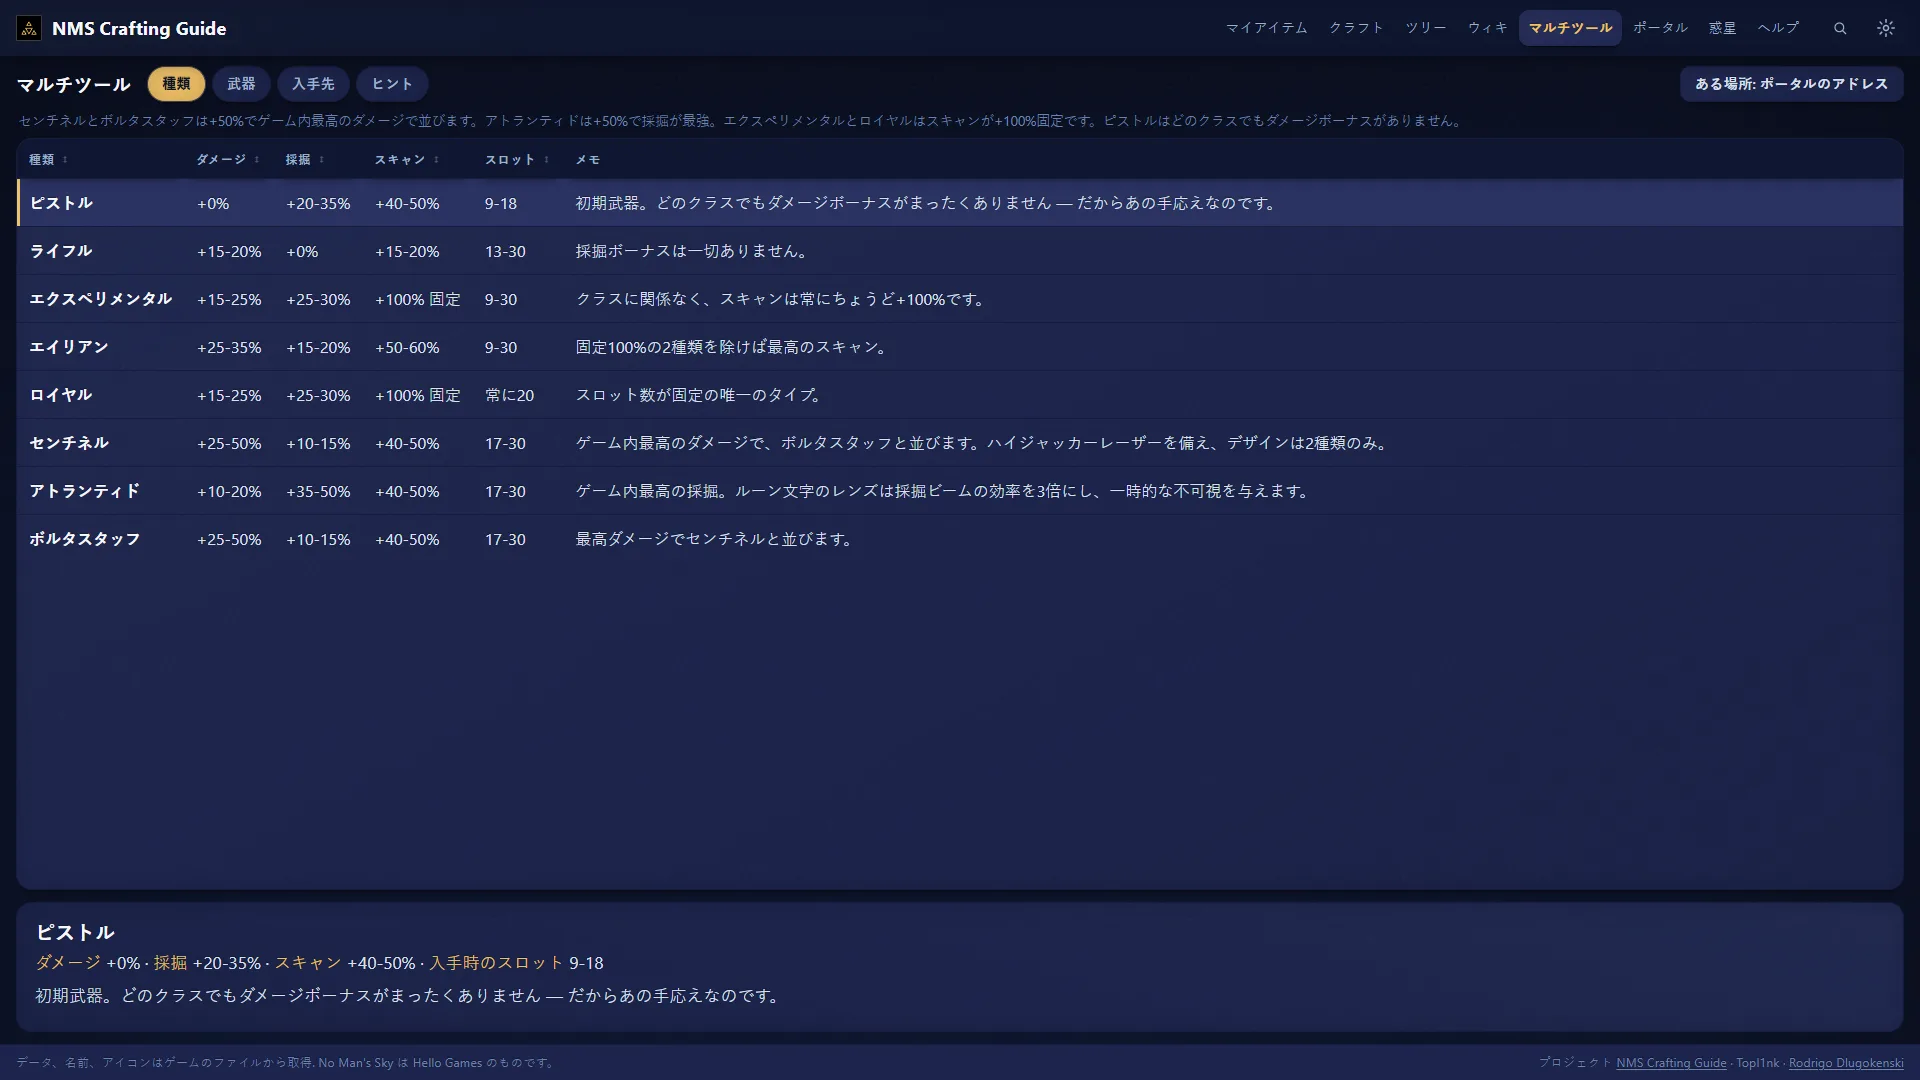 NMS Crafting Guide
マイアイテム クラフト ツリー ウィキ マルチツール ポータル 惑星 ヘルプ
マルチツール 種類 武器 入手先 ヒント ある場所: ポータルのアドレス
センチネルとボルタスタッフは+50%でゲーム内最高のダメージで並びます。アトランティドは+50%で採掘が最強。エクスペリメンタルとロイヤルはスキャンが+100%固定です。ピストルはどのクラスでもダメージボーナスがありません。
種類 ダメージ 採掘 スキャン スロット メモ
ピストル +0% +20-35% +40-50% 9-18 初期武器。どのクラスでもダメージボーナスがまったくありません — だからあの手応えなのです。
ライフル +15-20% +0% +15-20% 13-30 採掘ボーナスは一切ありません。
エクスペリメンタル +15-25% +25-30% +100% 固定 9-30 クラスに関係なく、スキャンは常にちょうど+100%です。
エイリアン +25-35% +15-20% +50-60% 9-30 固定100%の2種類を除けば最高のスキャン。
ロイヤル +15-25% +25-30% +100% 固定 常に20 スロット数が固定の唯一のタイプ。
センチネル +25-50% +10-15% +40-50% 17-30 ゲーム内最高のダメージで、ボルタスタッフと並びます。ハイジャッカーレーザーを備え、デザインは2種類のみ。
アトランティド +10-20% +35-50% +40-50% 17-30 ゲーム内最高の採掘。ルーン文字のレンズは採掘ビームの効率を3倍にし、一時的な不可視を与えます。
ボルタスタッフ +25-50% +10-15% +40-50% 17-30 最高ダメージでセンチネルと並びます。
ピストル
ダメージ +0% · 採掘 +20-35% · スキャン +40-50% · 入手時のスロット 9-18
初期武器。どのクラスでもダメージボーナスがまったくありません — だからあの手応えなのです。
データ、名前、アイコンはゲームのファイルから取得. No Man's Sky は Hello Games のものです。
プロジェクト NMS Crafting Guide · Topl1nk · Rodrigo Dlugokenski